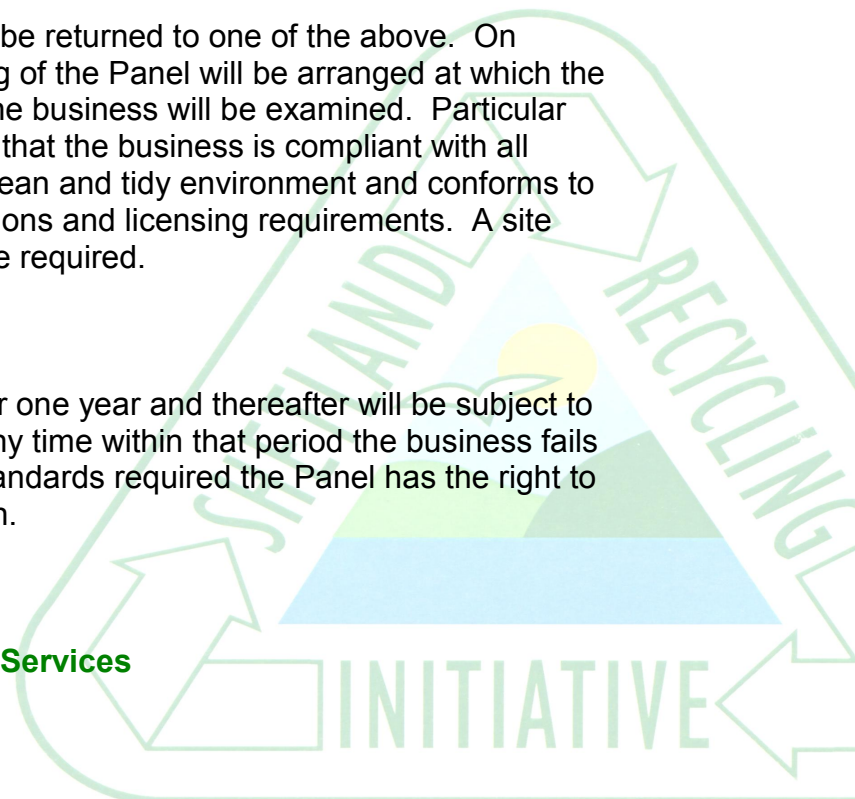 be returned to one of the above.  On
g of the Panel will be arranged at which the
ne business will be examined.  Particular
that the business is compliant with all
ean and tidy environment and conforms to
ions and licensing requirements.  A site
e required.
r one year and thereafter will be subject to
ny time within that period the business fails
andards required the Panel has the right to
n.
Services
SHETLAND
RECYCLING
INITIATIVE